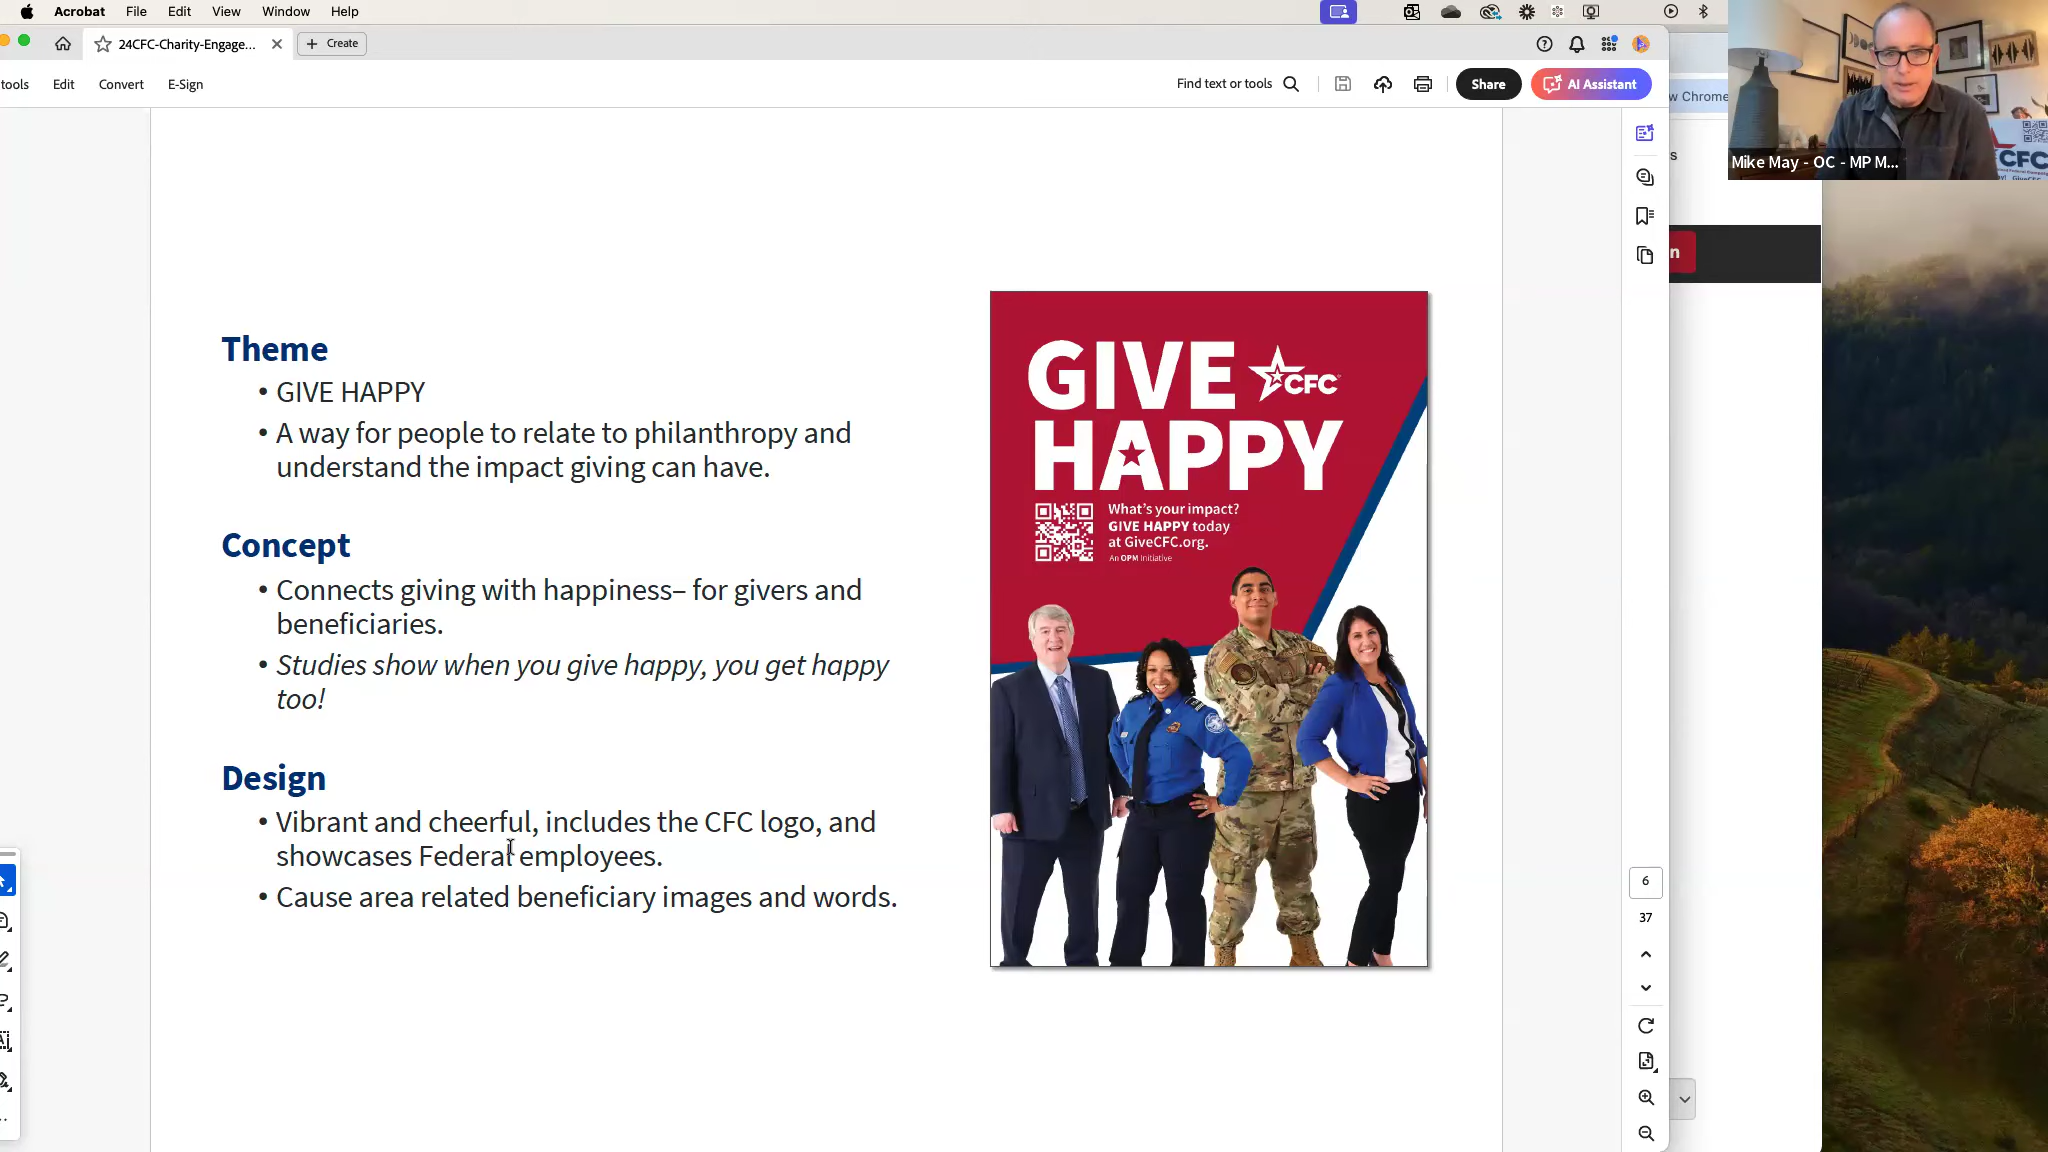 Acrobat File Edit View Window Help
24CFC-Charity-Engage...
Create
tools Edit Convert E-Sign
Find text or tools
Share
AI Assistant
w Chrome
s
n
Mike May - OC - MP M...
CFC
Theme
• GIVE HAPPY
• A way for people to relate to philanthropy and
understand the impact giving can have.
Concept
• Connects giving with happiness– for givers and
beneficiaries.
• Studies show when you give happy, you get happy
too!
Design
• Vibrant and cheerful, includes the CFC logo, and
showcases Federal employees.
• Cause area related beneficiary images and words.
GIVE
CFC
HAPPY
What's your impact?
GIVE HAPPY today
at GiveCFC.org.
An OPM Initiative
6
37